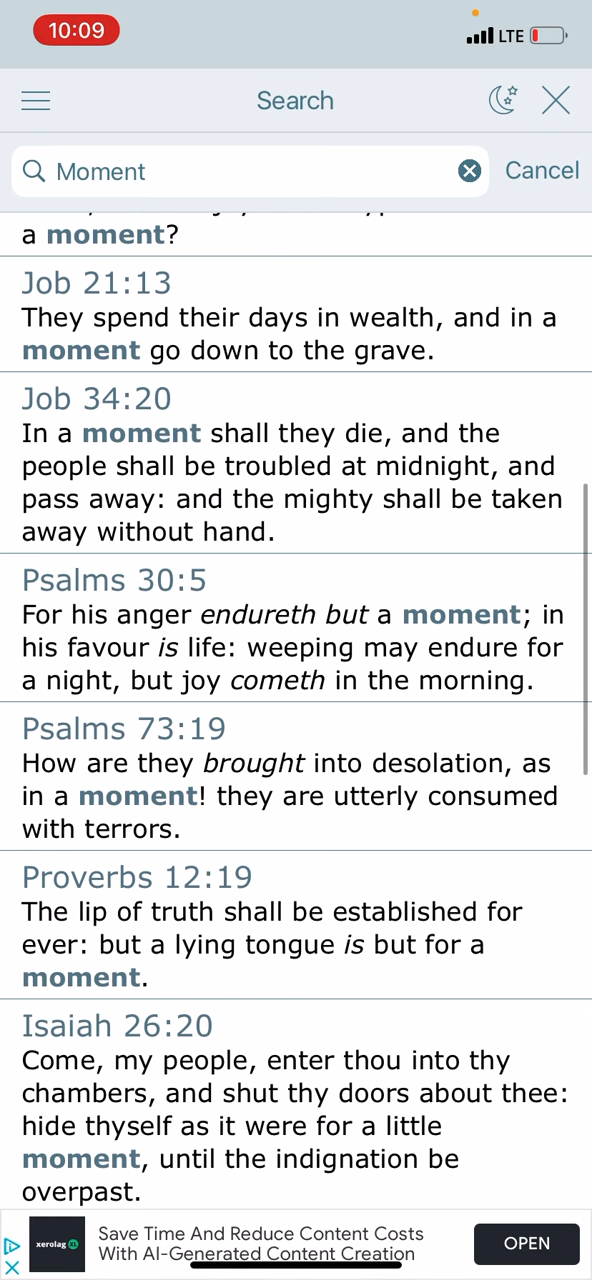 10:09
LTE
Search
Moment
Cancel
a moment?
Job 21:13
They spend their days in wealth, and in a
moment go down to the grave.
Job 34:20
In a moment shall they die, and the
people shall be troubled at midnight, and
pass away: and the mighty shall be taken
away without hand.
Psalms 30:5
For his anger endureth but a moment; in
his favour is life: weeping may endure for
a night, but joy cometh in the morning.
Psalms 73:19
How are they brought into desolation, as
in a moment! they are utterly consumed
with terrors.
Proverbs 12:19
The lip of truth shall be established for
ever: but a lying tongue is but for a
moment.
Isaiah 26:20
Come, my people, enter thou into thy
chambers, and shut thy doors about thee:
hide thyself as it were for a little
moment, until the indignation be
overpast.
xerolag XL
Save Time And Reduce Content Costs
With AI-Generated Content Creation
OPEN